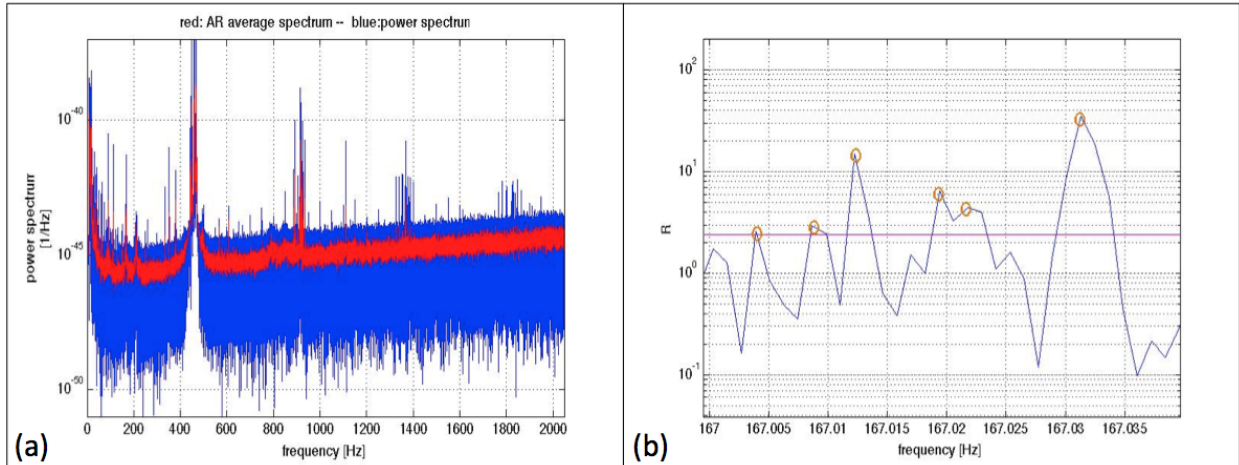 red: AR average spectrum -- blue:power spectrun
power spectrurr
[1/Hz]
10^-40
10^-45
10^-50
0 200 400 600 800 1000 1200 1400 1600 1800 2000
frequency [Hz]
(a)
R
10^2
10^1
10^0
10^-1
167 167.005 167.01 167.015 167.02 167.025 167.03 167.035
frequency [Hz]
(b)